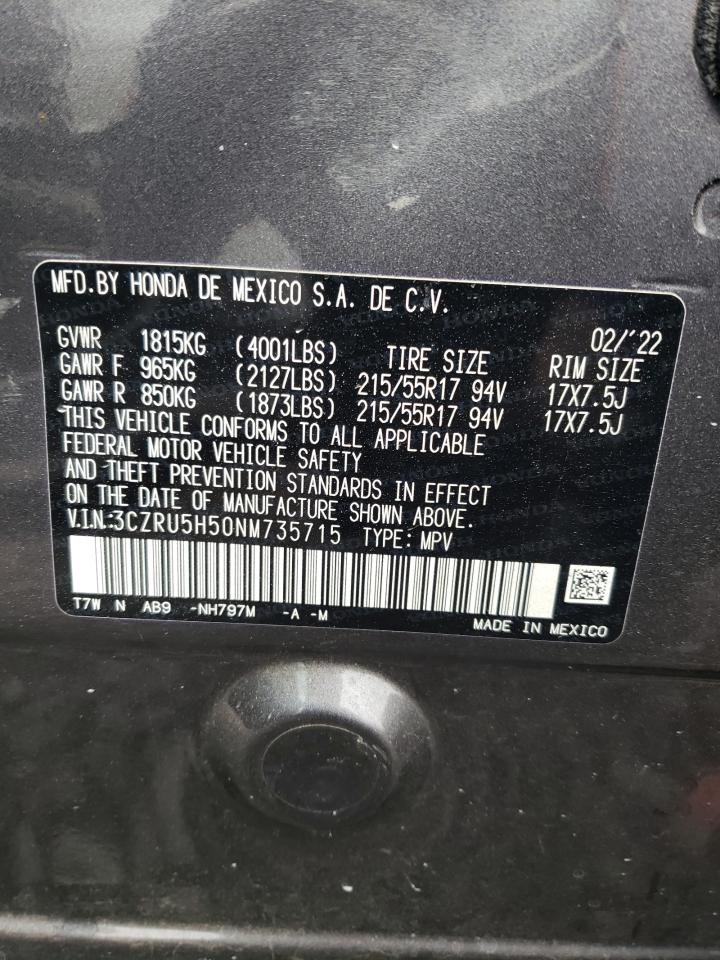 MFD.BY HONDA DE MEXICO S.A. DE C.V.
02/'22
GVWR 1815KG (4001LBS) TIRE SIZE RIM SIZE
GAWR F 965KG (2127LBS) 215/55R17 94V 17X7.5J
GAWR R 850KG (1873LBS) 215/55R17 94V 17X7.5J
THIS VEHICLE CONFORMS TO ALL APPLICABLE
FEDERAL MOTOR VEHICLE SAFETY
AND THEFT PREVENTION STANDARDS IN EFFECT
ON THE DATE OF MANUFACTURE SHOWN ABOVE.
V.I.N:3CZRU5H50NM735715 TYPE: MPV
T7W N AB9 -NH797M -A -M
MADE IN MEXICO